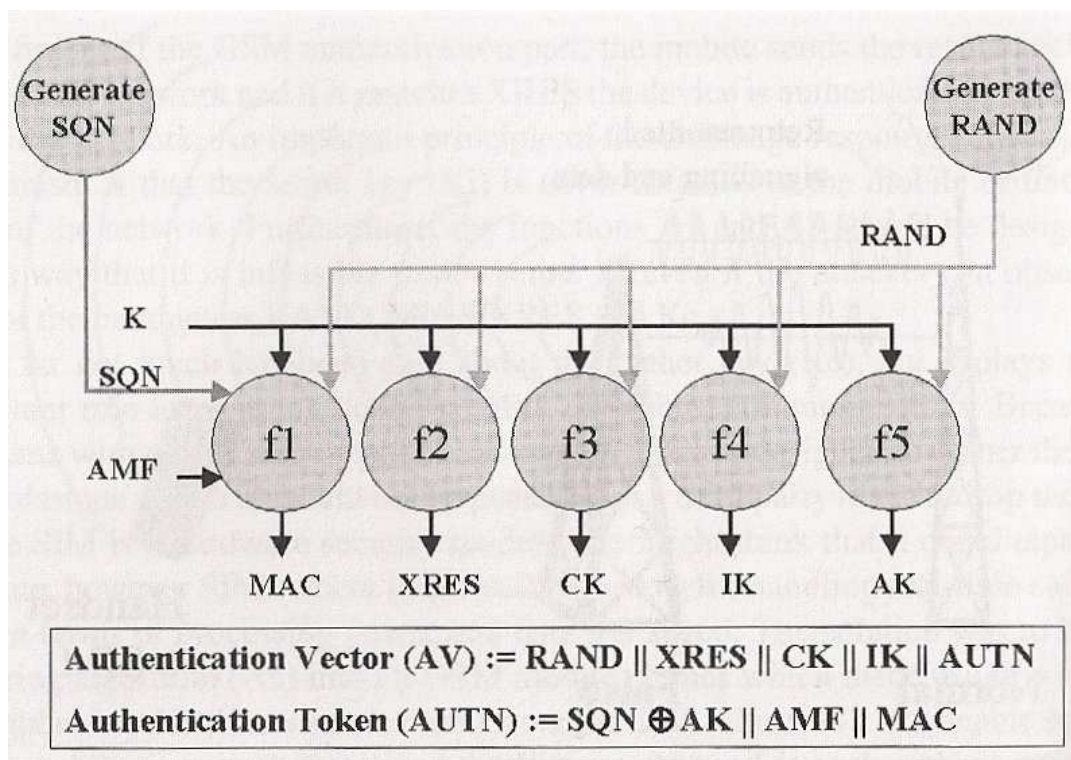 Generate
SQN
Generate
RAND
RAND
K
SQN
AMF
f1 f2 f3 f4 f5
MAC XRES CK IK AK
Authentication Vector (AV) := RAND || XRES || CK || IK || AUTN
Authentication Token (AUTN) := SQN ⊕ AK || AMF || MAC